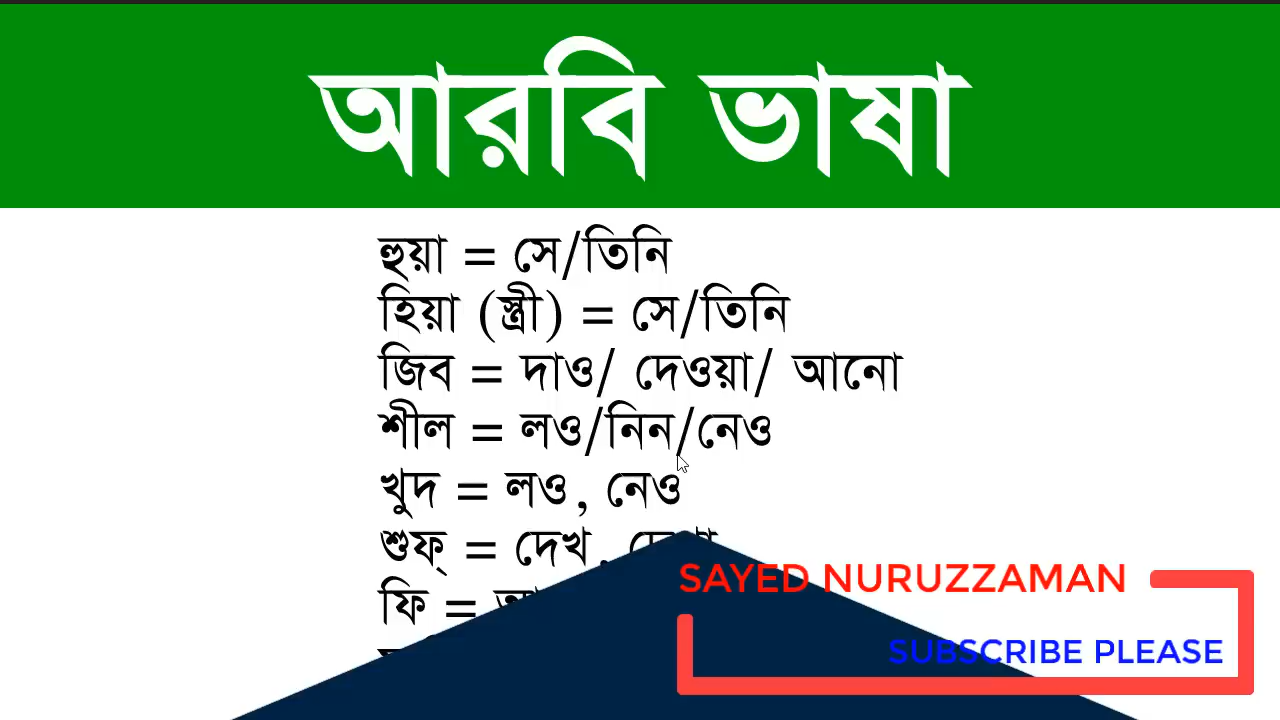 আরবি ভাষা
হুয়া = সে/তিনি
হিয়া (স্ত্রী) = সে/তিনি
জিব = দাও/ দেওয়া/ আনো
শীল = লও/নিন/নেও
খুদ = লও, নেও
শুফ্ = দেখ,
ফি =
SAYED NURUZZAMAN
SUBSCRIBE PLEASE